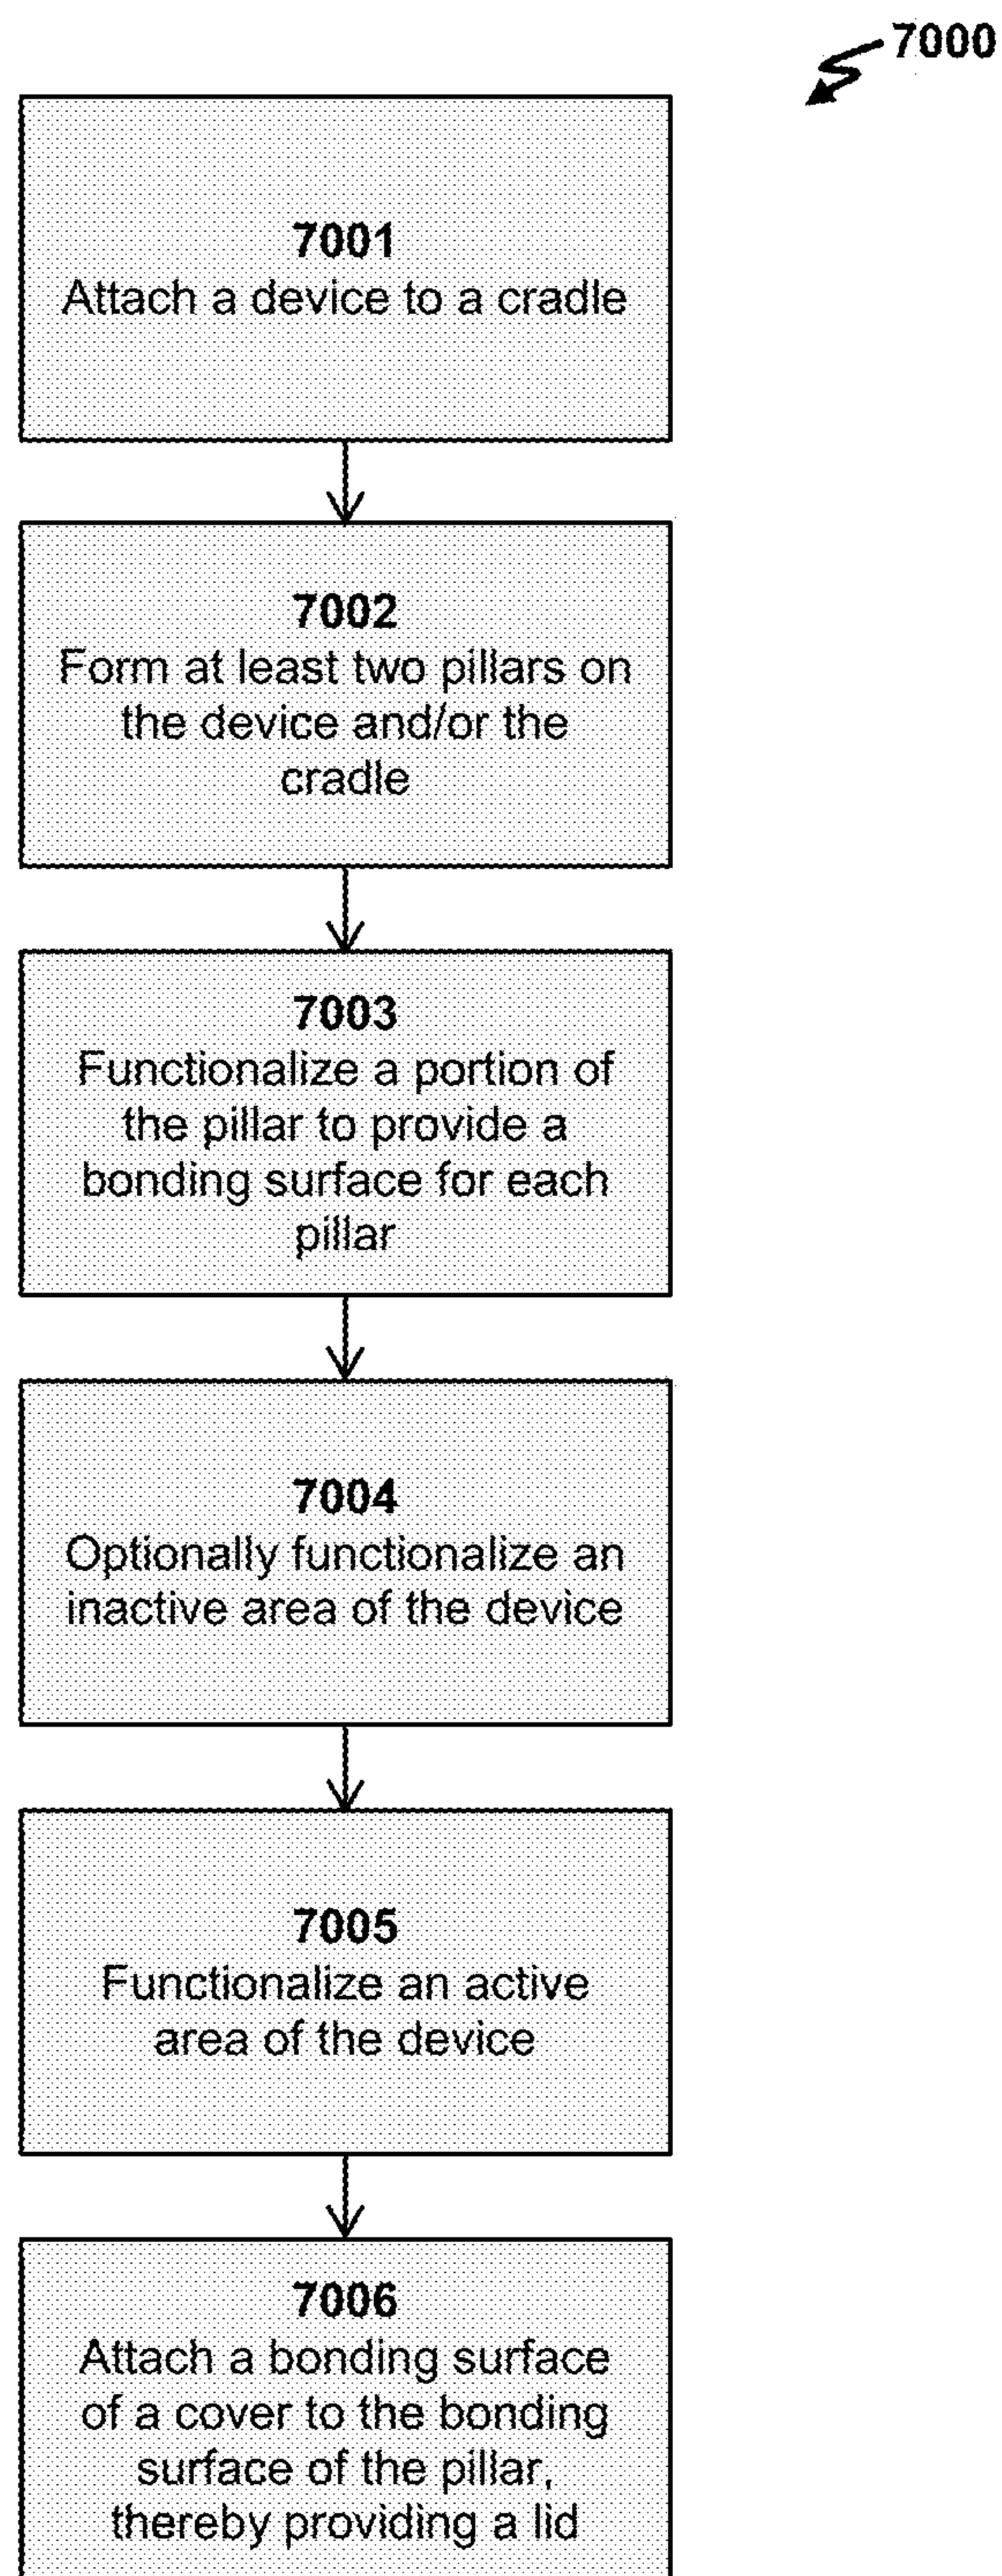 7000
7001
Attach a device to a cradle
7002
Form at least two pillars on
the device and/or the
cradle
7003
Functionalize a portion of
the pillar to provide a
bonding surface for each
pillar
7004
Optionally functionalize an
inactive area of the device
7005
Functionalize an active
area of the device
7006
Attach a bonding surface
of a cover to the bonding
surface of the pillar,
thereby providing a lid